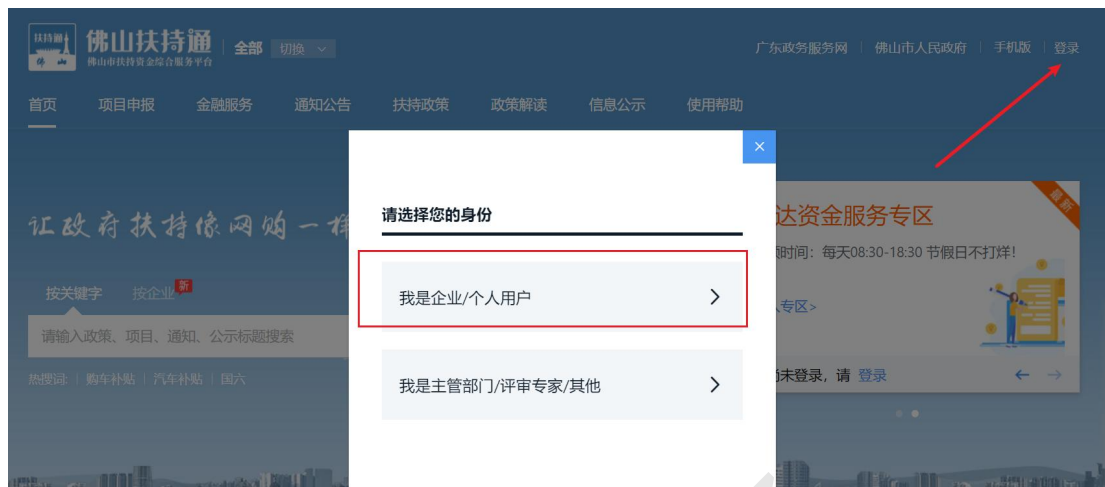 扶持通
佛山
佛山扶持通
佛山市扶持资金综合服务平台
全部 切换
广东政务服务网 佛山市人民政府 手机版 登录
首页 项目申报 金融服务 通知公告 扶持政策 政策解读 信息公示 使用帮助
×
让政府扶持像网购一样
请选择您的身份
达资金服务专区
最新
时间：每天08:30-18:30 节假日不打烊！
按关键字 按企业 新
我是企业/个人用户
专区>
请输入政策、项目、通知、公示标题搜索
热搜词: 购车补贴 汽车补贴 国六
我是主管部门/评审专家/其他
未登录，请 登录